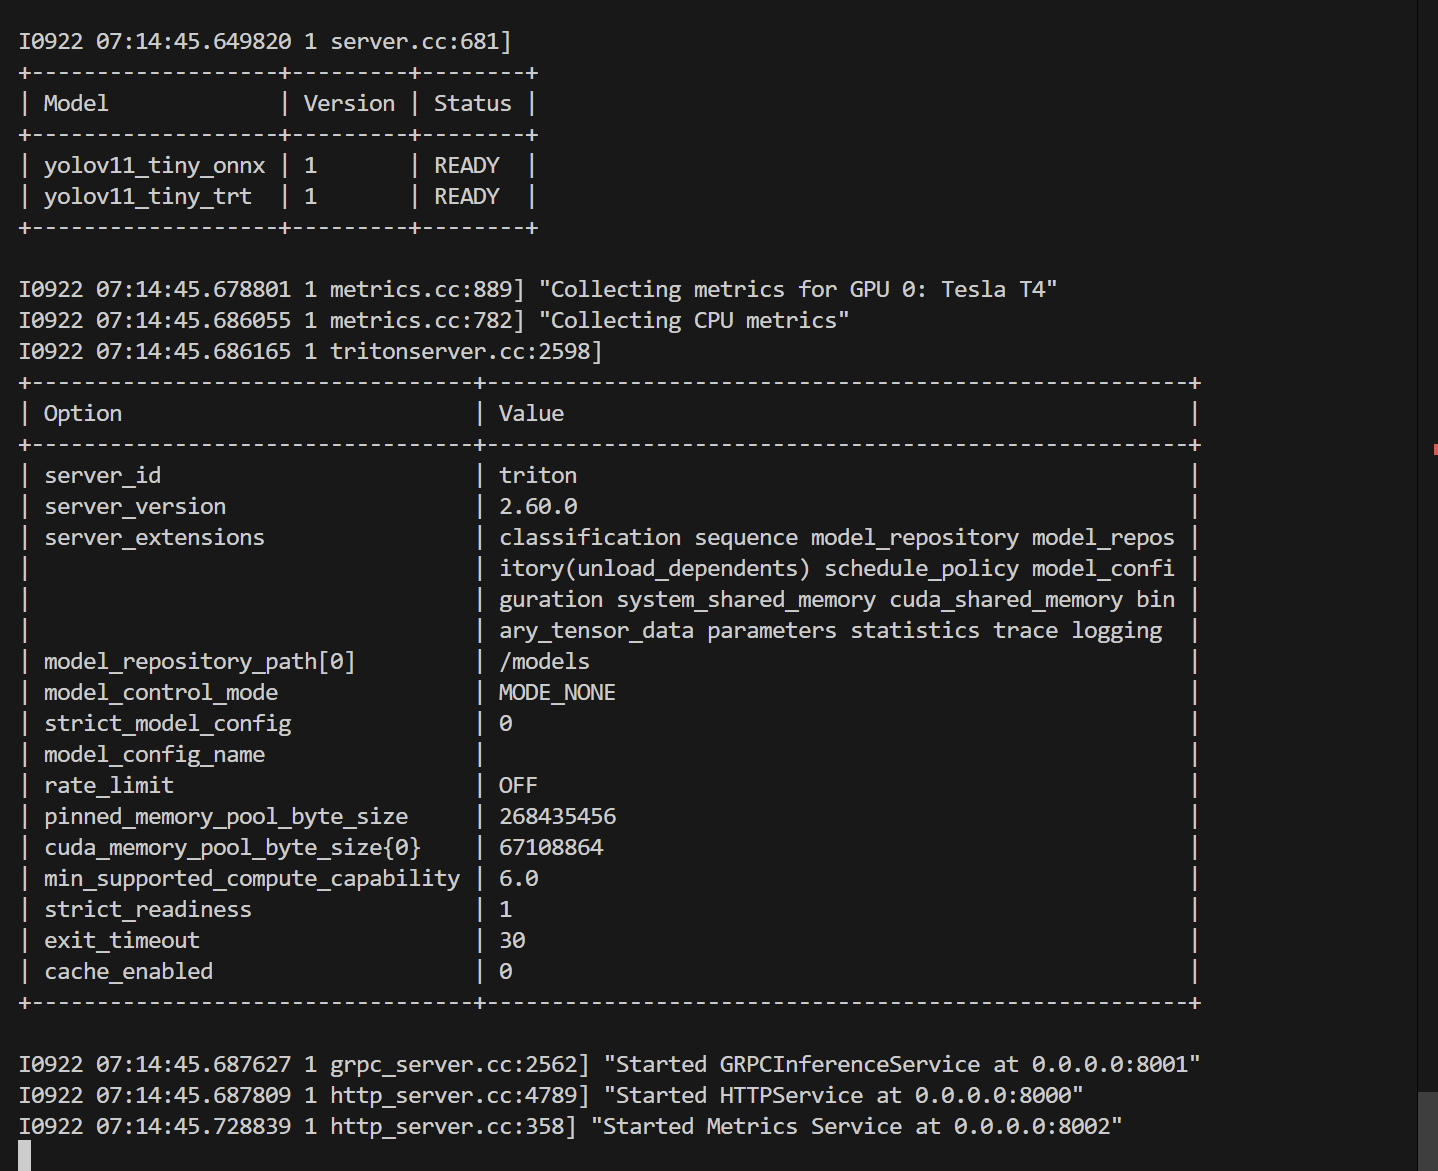 I0922 07:14:45.649820 1 server.cc:681]
+-------------------+---------+--------+
| Model             | Version | Status |
+-------------------+---------+--------+
| yolov11_tiny_onnx | 1       | READY  |
| yolov11_tiny_trt  | 1       | READY  |
+-------------------+---------+--------+
I0922 07:14:45.678801 1 metrics.cc:889] "Collecting metrics for GPU 0: Tesla T4"
I0922 07:14:45.686055 1 metrics.cc:782] "Collecting CPU metrics"
I0922 07:14:45.686165 1 tritonserver.cc:2598]
+----------------------------------+------------------------------------------------------+
| Option                           | Value                                                |
+----------------------------------+------------------------------------------------------+
| server_id                        | triton                                               |
| server_version                   | 2.60.0                                               |
| server_extensions                | classification sequence model_repository model_repos |
|                                  | itory(unload_dependents) schedule_policy model_confi |
|                                  | guration system_shared_memory cuda_shared_memory bin |
|                                  | ary_tensor_data parameters statistics trace logging  |
| model_repository_path[0]         | /models                                              |
| model_control_mode               | MODE_NONE                                            |
| strict_model_config              | 0                                                    |
| model_config_name                |                                                      |
| rate_limit                       | OFF                                                  |
| pinned_memory_pool_byte_size     | 268435456                                            |
| cuda_memory_pool_byte_size{0}    | 67108864                                             |
| min_supported_compute_capability | 6.0                                                  |
| strict_readiness                 | 1                                                    |
| exit_timeout                     | 30                                                   |
| cache_enabled                    | 0                                                    |
+----------------------------------+------------------------------------------------------+
I0922 07:14:45.687627 1 grpc_server.cc:2562] "Started GRPCInferenceService at 0.0.0.0:8001"
I0922 07:14:45.687809 1 http_server.cc:4789] "Started HTTPService at 0.0.0.0:8000"
I0922 07:14:45.728839 1 http_server.cc:358] "Started Metrics Service at 0.0.0.0:8002"